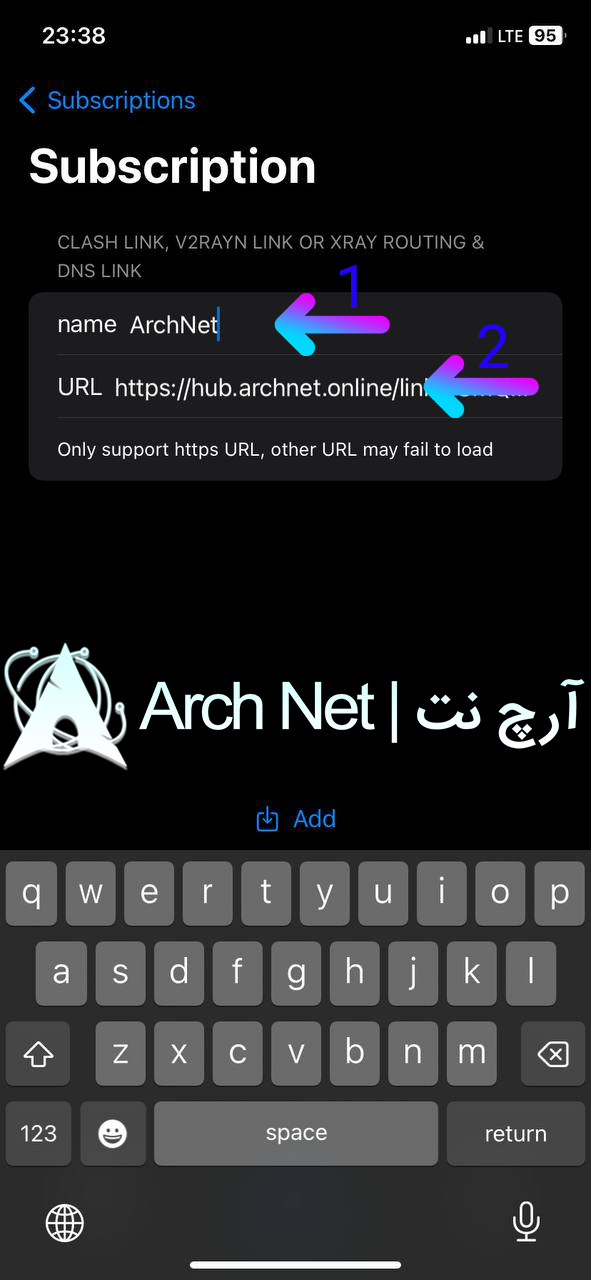 23:38
LTE 95
Subscriptions
Subscription
CLASH LINK, V2RAYN LINK OR XRAY ROUTING &
DNS LINK
1
name ArchNet
2
URL https://hub.archnet.online/lin
Only support https URL, other URL may fail to load
Arch Net | آرچ نت
Add
q w e r t y u i o p
a s d f g h j k l
z x c v b n m
123 space return